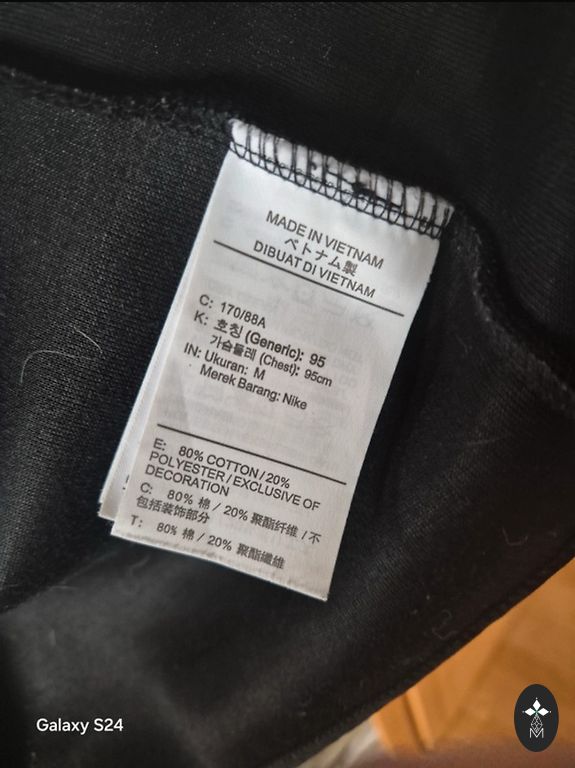 MADE IN VIETNAM
ベトナム製
DIBUAT DI VIETNAM
C: 170/88A
K: 호칭 (Generic): 95
가슴둘레 (Chest): 95cm
IN: Ukuran: M
Merek Barang: Nike
E: 80% COTTON / 20%
POLYESTER / EXCLUSIVE OF
DECORATION
C: 80% 棉 / 20% 聚酯纤维 / 不
包括装饰部分
T: 80% 棉 / 20% 聚酯纖維
Galaxy S24
M